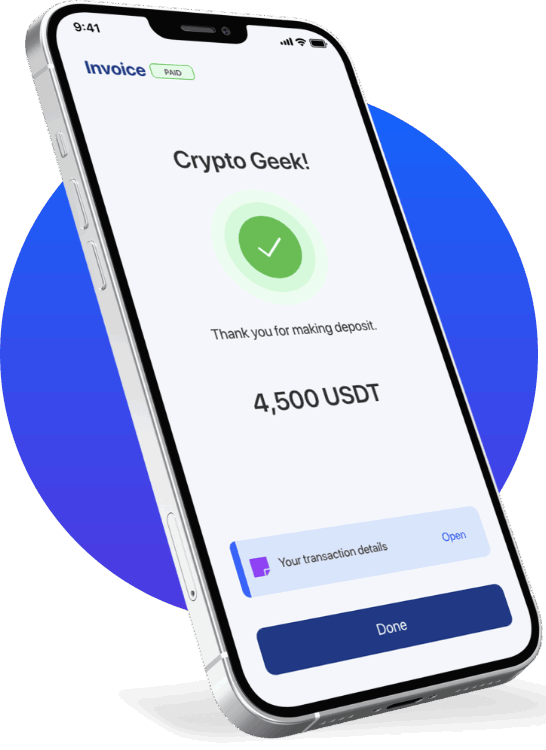 9:41
Invoice PAID
Crypto Geek!
Thank you for making deposit.
4,500 USDT
Your transaction details Open
Done